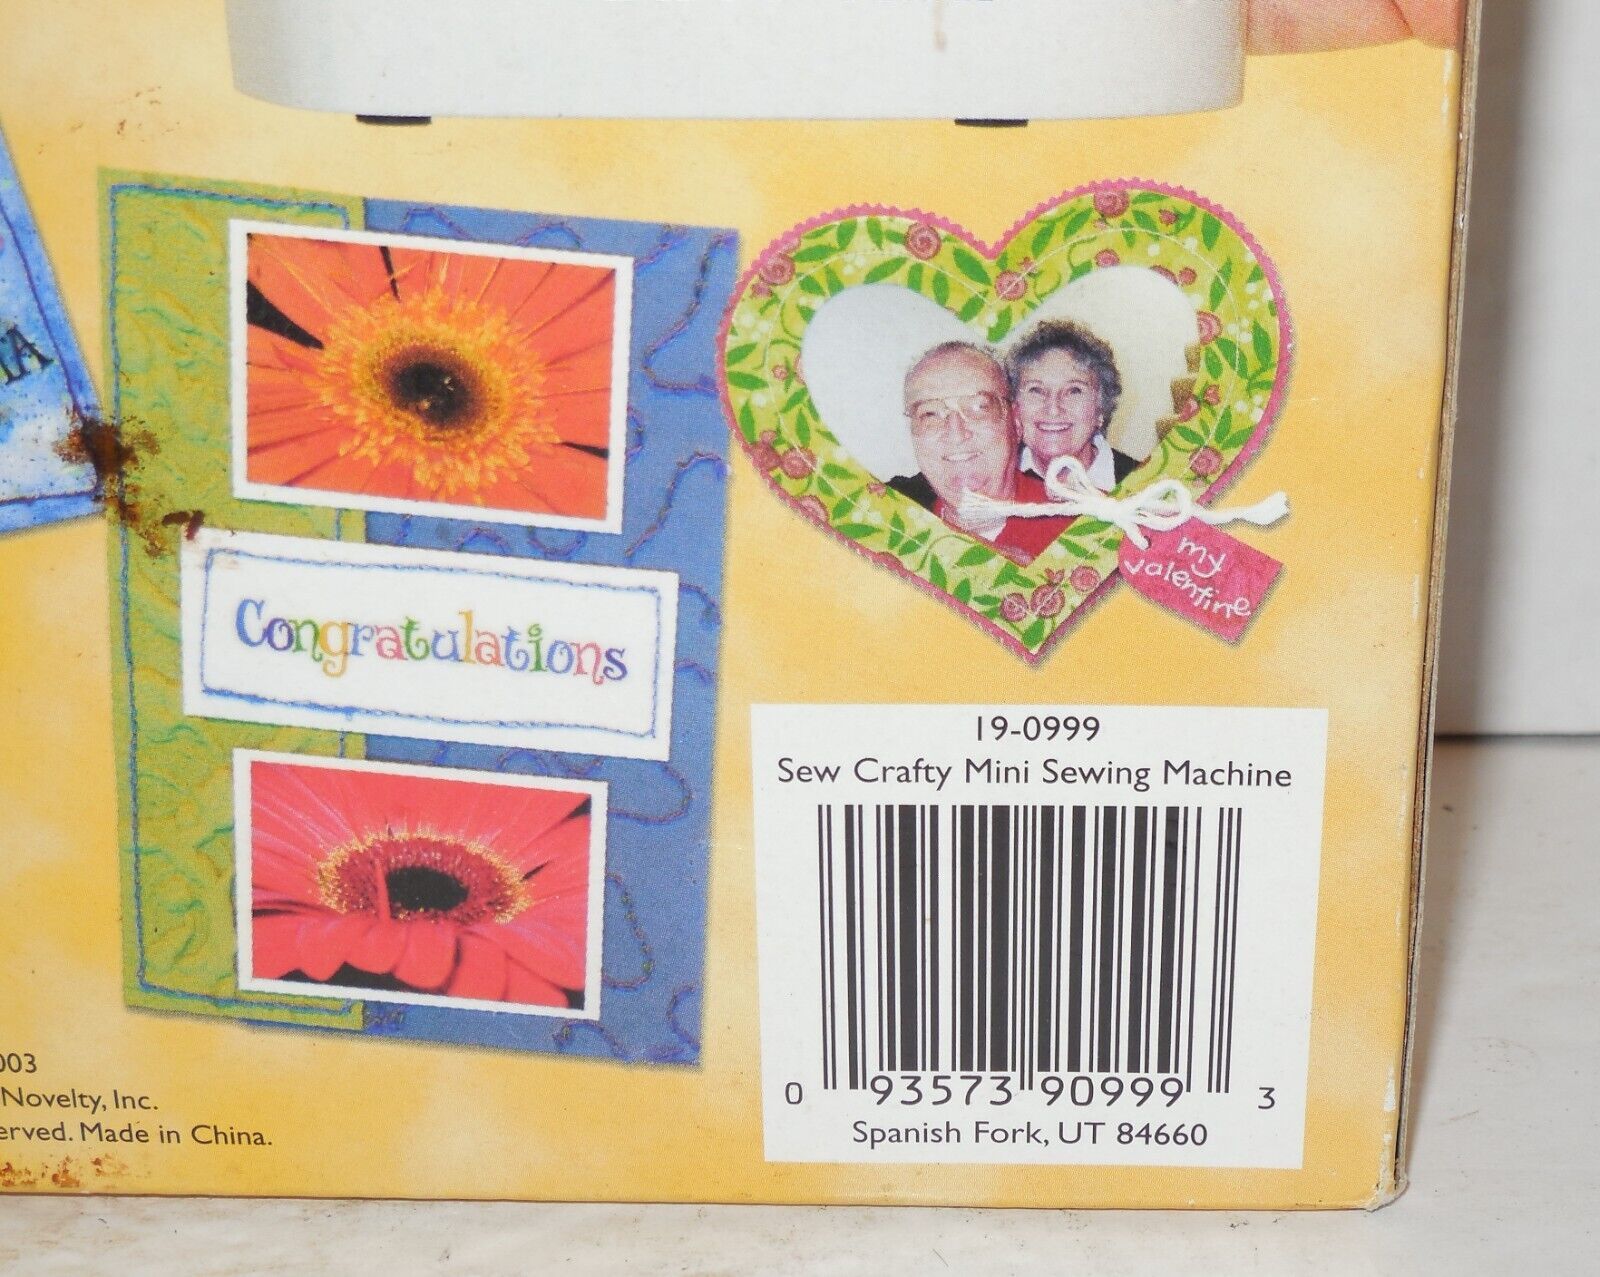 Congratulations
my
valentine
19-0999
Sew Crafty Mini Sewing Machine
0 93573 90999 3
Spanish Fork, UT 84660
003
Novelty, Inc.
erved. Made in China.